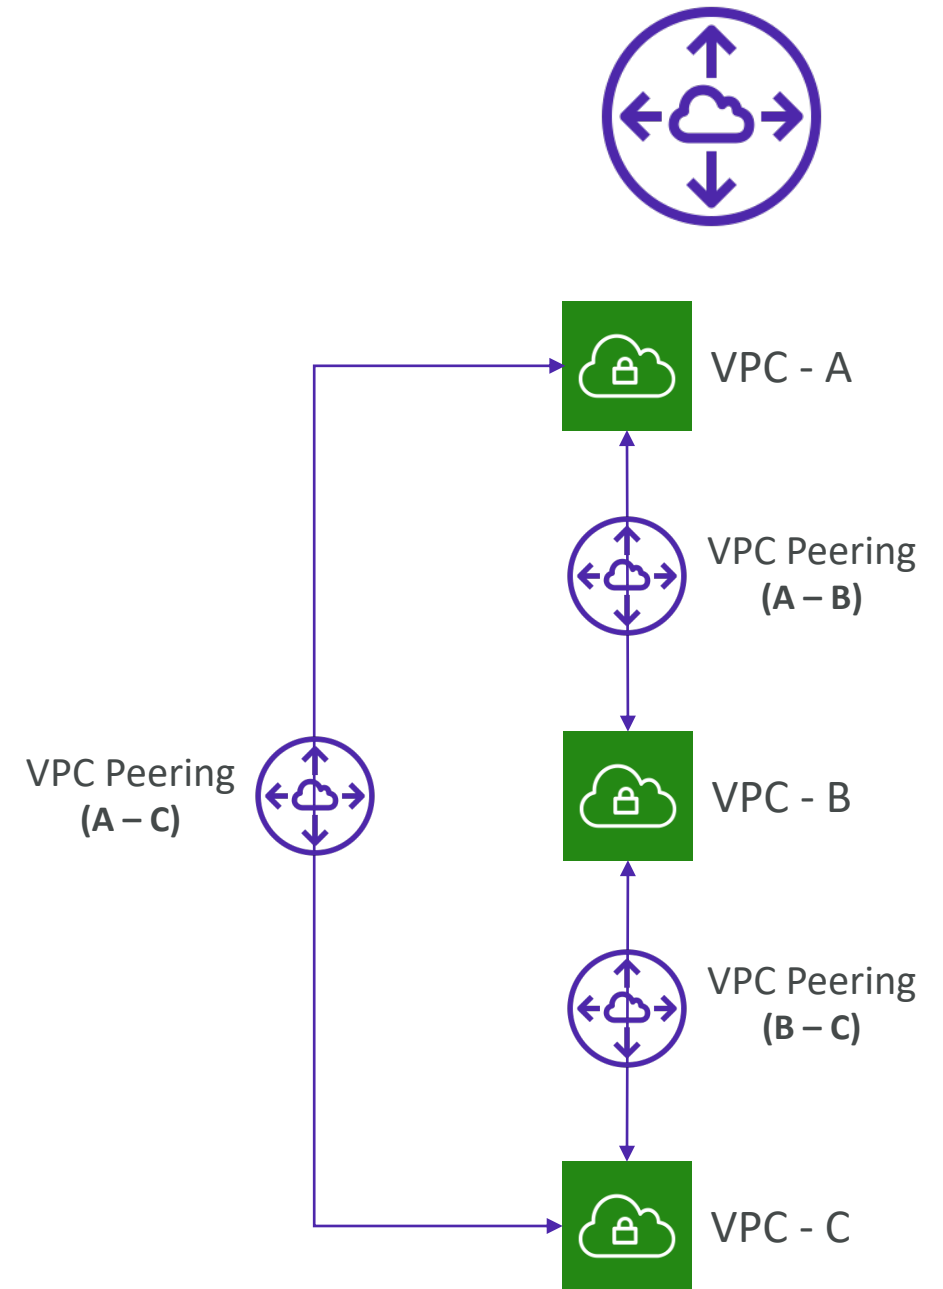 VPC - A
VPC Peering
(A – B)
VPC Peering
(A – C)
VPC - B
VPC Peering
(B – C)
VPC - C